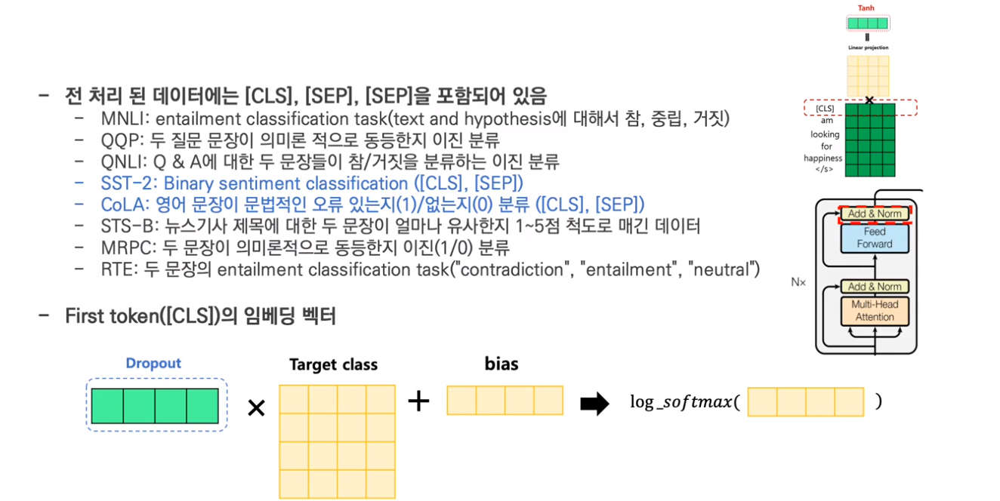 Tanh
Linear projection
[CLS]
am
looking
for
happiness
</s>
- 전 처리 된 데이터에는 [CLS], [SEP], [SEP]을 포함되어 있음
- MNLI: entailment classification task(text and hypothesis에 대해서 참, 중립, 거짓)
- QQP: 두 질문 문장이 의미론 적으로 동등한지 이진 분류
- QNLI: Q & A에 대한 두 문장들이 참/거짓을 분류하는 이진 분류
- SST-2: Binary sentiment classification ([CLS], [SEP])
- CoLA: 영어 문장이 문법적인 오류 있는지(1)/없는지(0) 분류 ([CLS], [SEP])
- STS-B: 뉴스기사 제목에 대한 두 문장이 얼마나 유사한지 1~5점 척도로 매긴 데이터
- MRPC: 두 문장이 의미론적으로 동등한지 이진(1/0) 분류
- RTE: 두 문장의 entailment classification task("contradiction", "entailment", "neutral")
- First token([CLS])의 임베딩 벡터
Add & Norm
Feed
Forward
N×
Add & Norm
Multi-Head
Attention
Dropout
Target class
bias
× + log_softmax( )